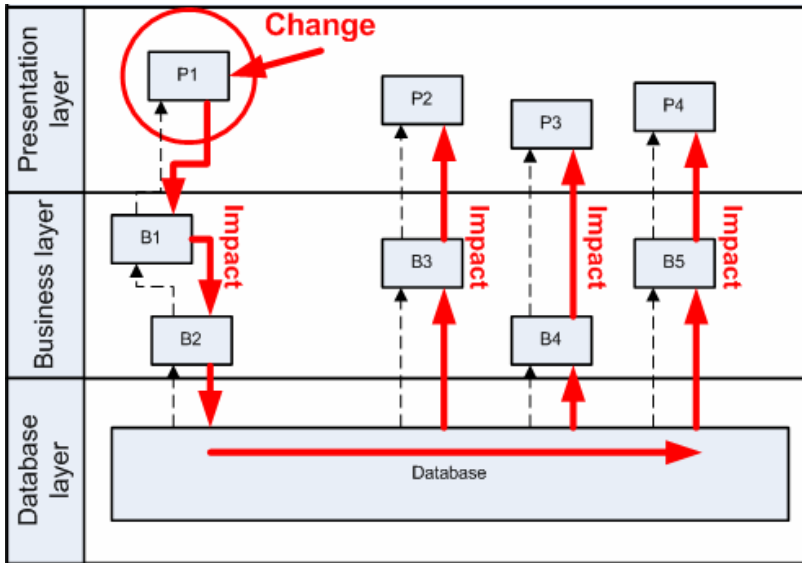 Change
Presentation
layer
P1
P2
P3
P4
Business layer
B1
Impact
B2
B3
Impact
B4
Impact
B5
Impact
Database
layer
Database